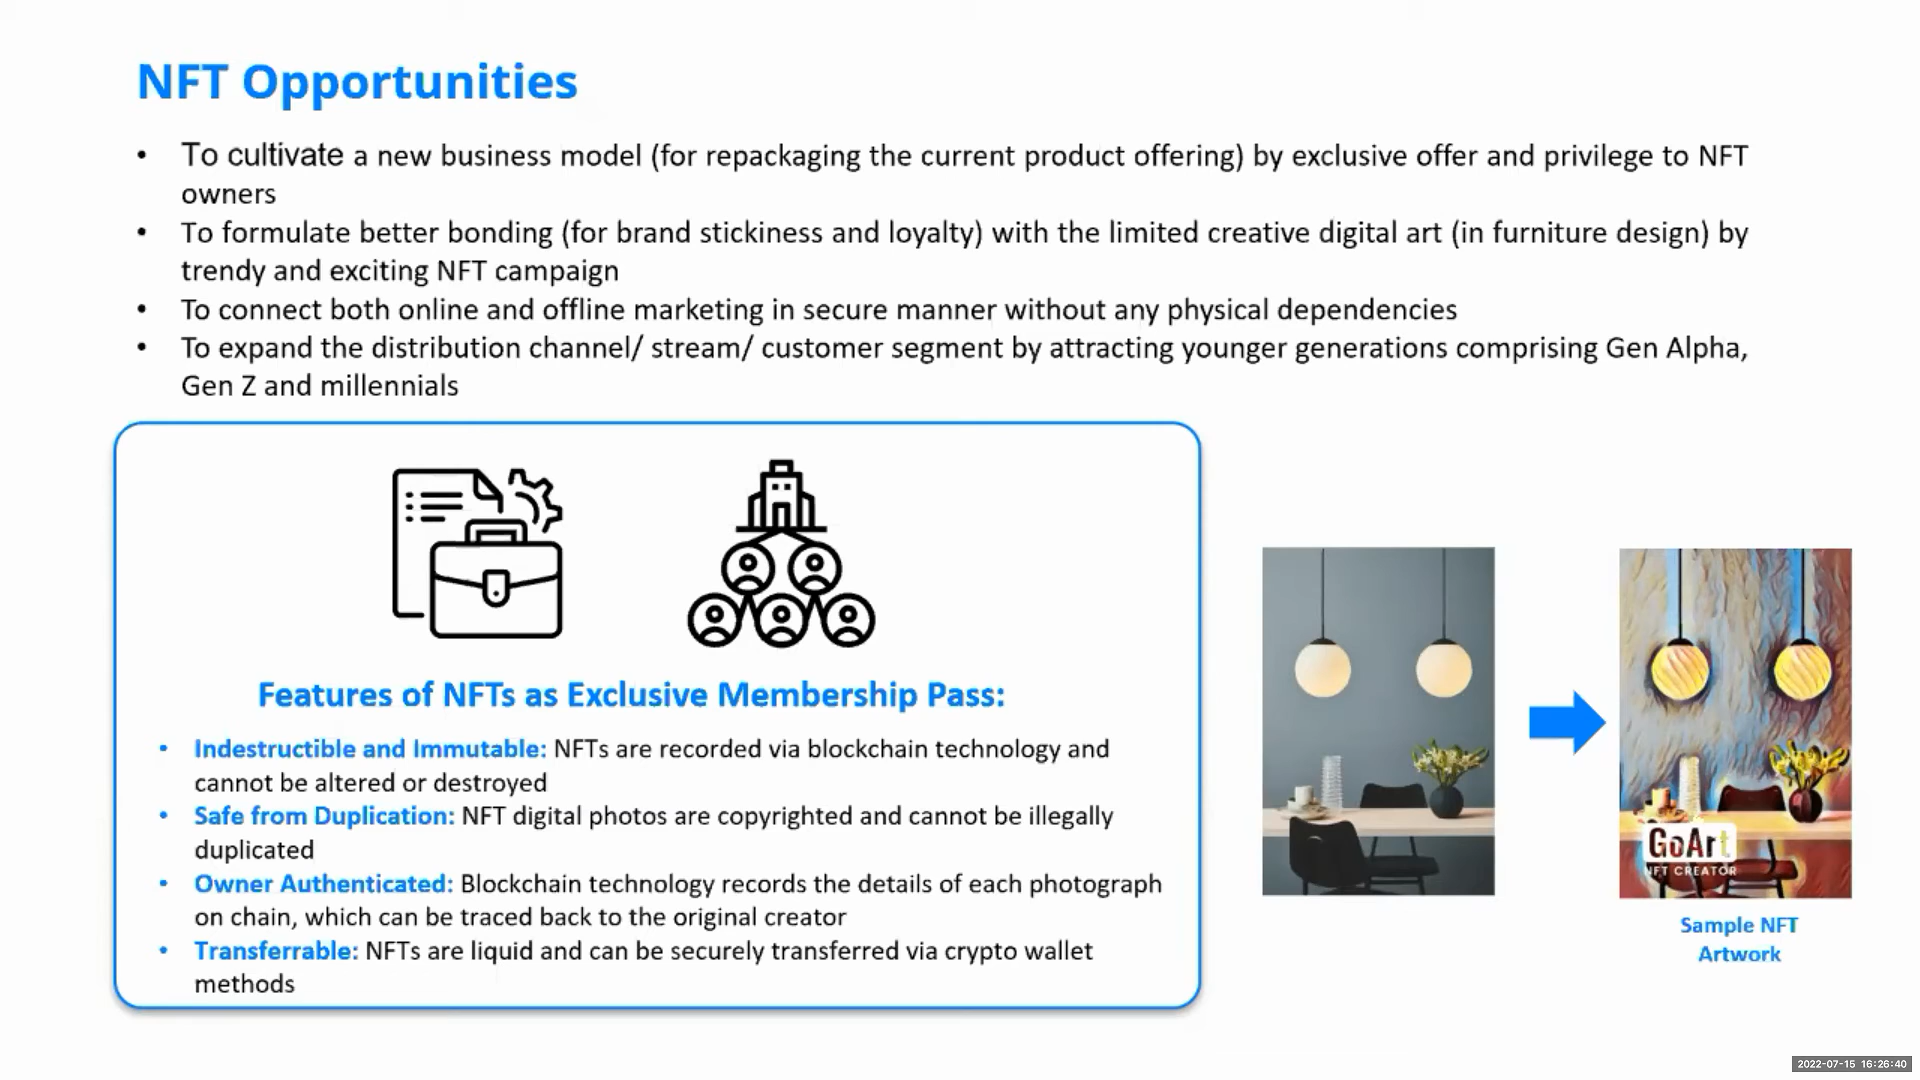 NFT Opportunities
• To cultivate a new business model (for repackaging the current product offering) by exclusive offer and privilege to NFT
owners
• To formulate better bonding (for brand stickiness and loyalty) with the limited creative digital art (in furniture design) by
trendy and exciting NFT campaign
• To connect both online and offline marketing in secure manner without any physical dependencies
• To expand the distribution channel/ stream/ customer segment by attracting younger generations comprising Gen Alpha,
Gen Z and millennials
Features of NFTs as Exclusive Membership Pass:
• Indestructible and Immutable: NFTs are recorded via blockchain technology and
cannot be altered or destroyed
• Safe from Duplication: NFT digital photos are copyrighted and cannot be illegally
duplicated
• Owner Authenticated: Blockchain technology records the details of each photograph
on chain, which can be traced back to the original creator
• Transferrable: NFTs are liquid and can be securely transferred via crypto wallet
methods
GoArt
NFT CREATOR
Sample NFT
Artwork
2022-07-15 16:26:40